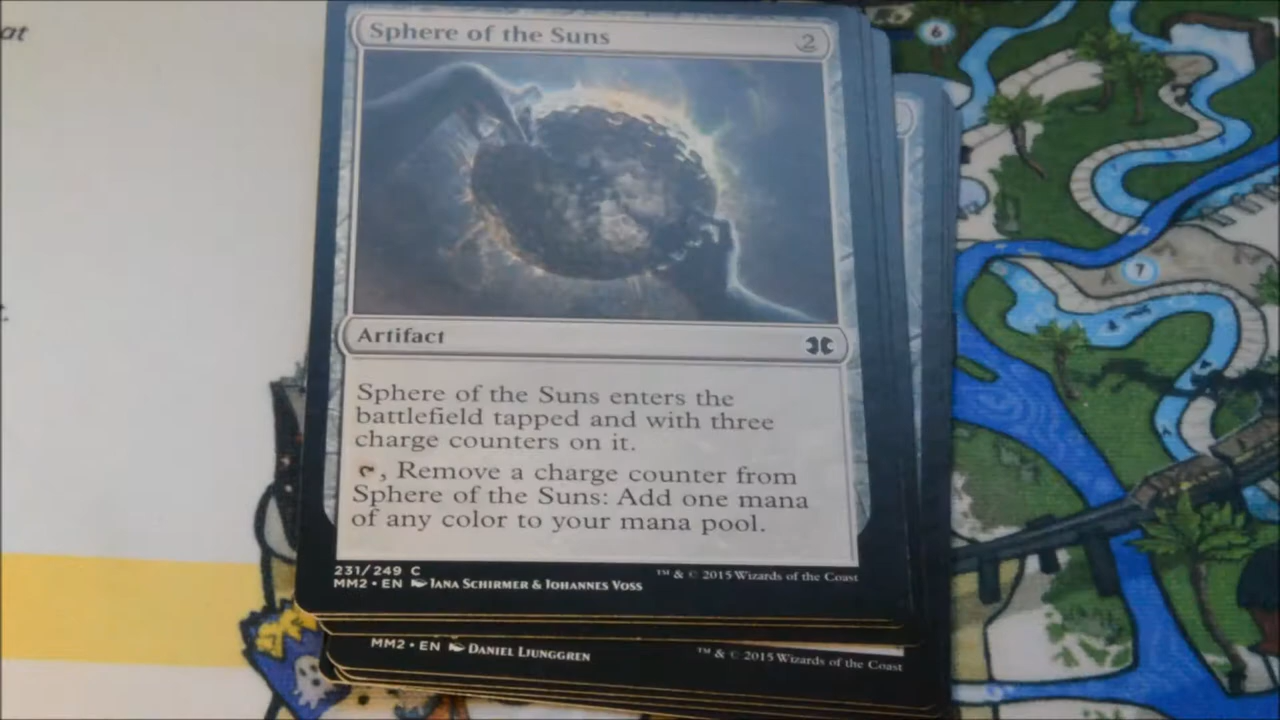 at
Sphere of the Suns 2
6
7
Artifact
Sphere of the Suns enters the
battlefield tapped and with three
charge counters on it.
, Remove a charge counter from
Sphere of the Suns: Add one mana
of any color to your mana pool.
231/249 C
MM2 • EN Iana Schirmer & Johannes Voss
™ & © 2015 Wizards of the Coast
MM2 • EN Daniel Ljunggren
™ & © 2015 Wizards of the Coast